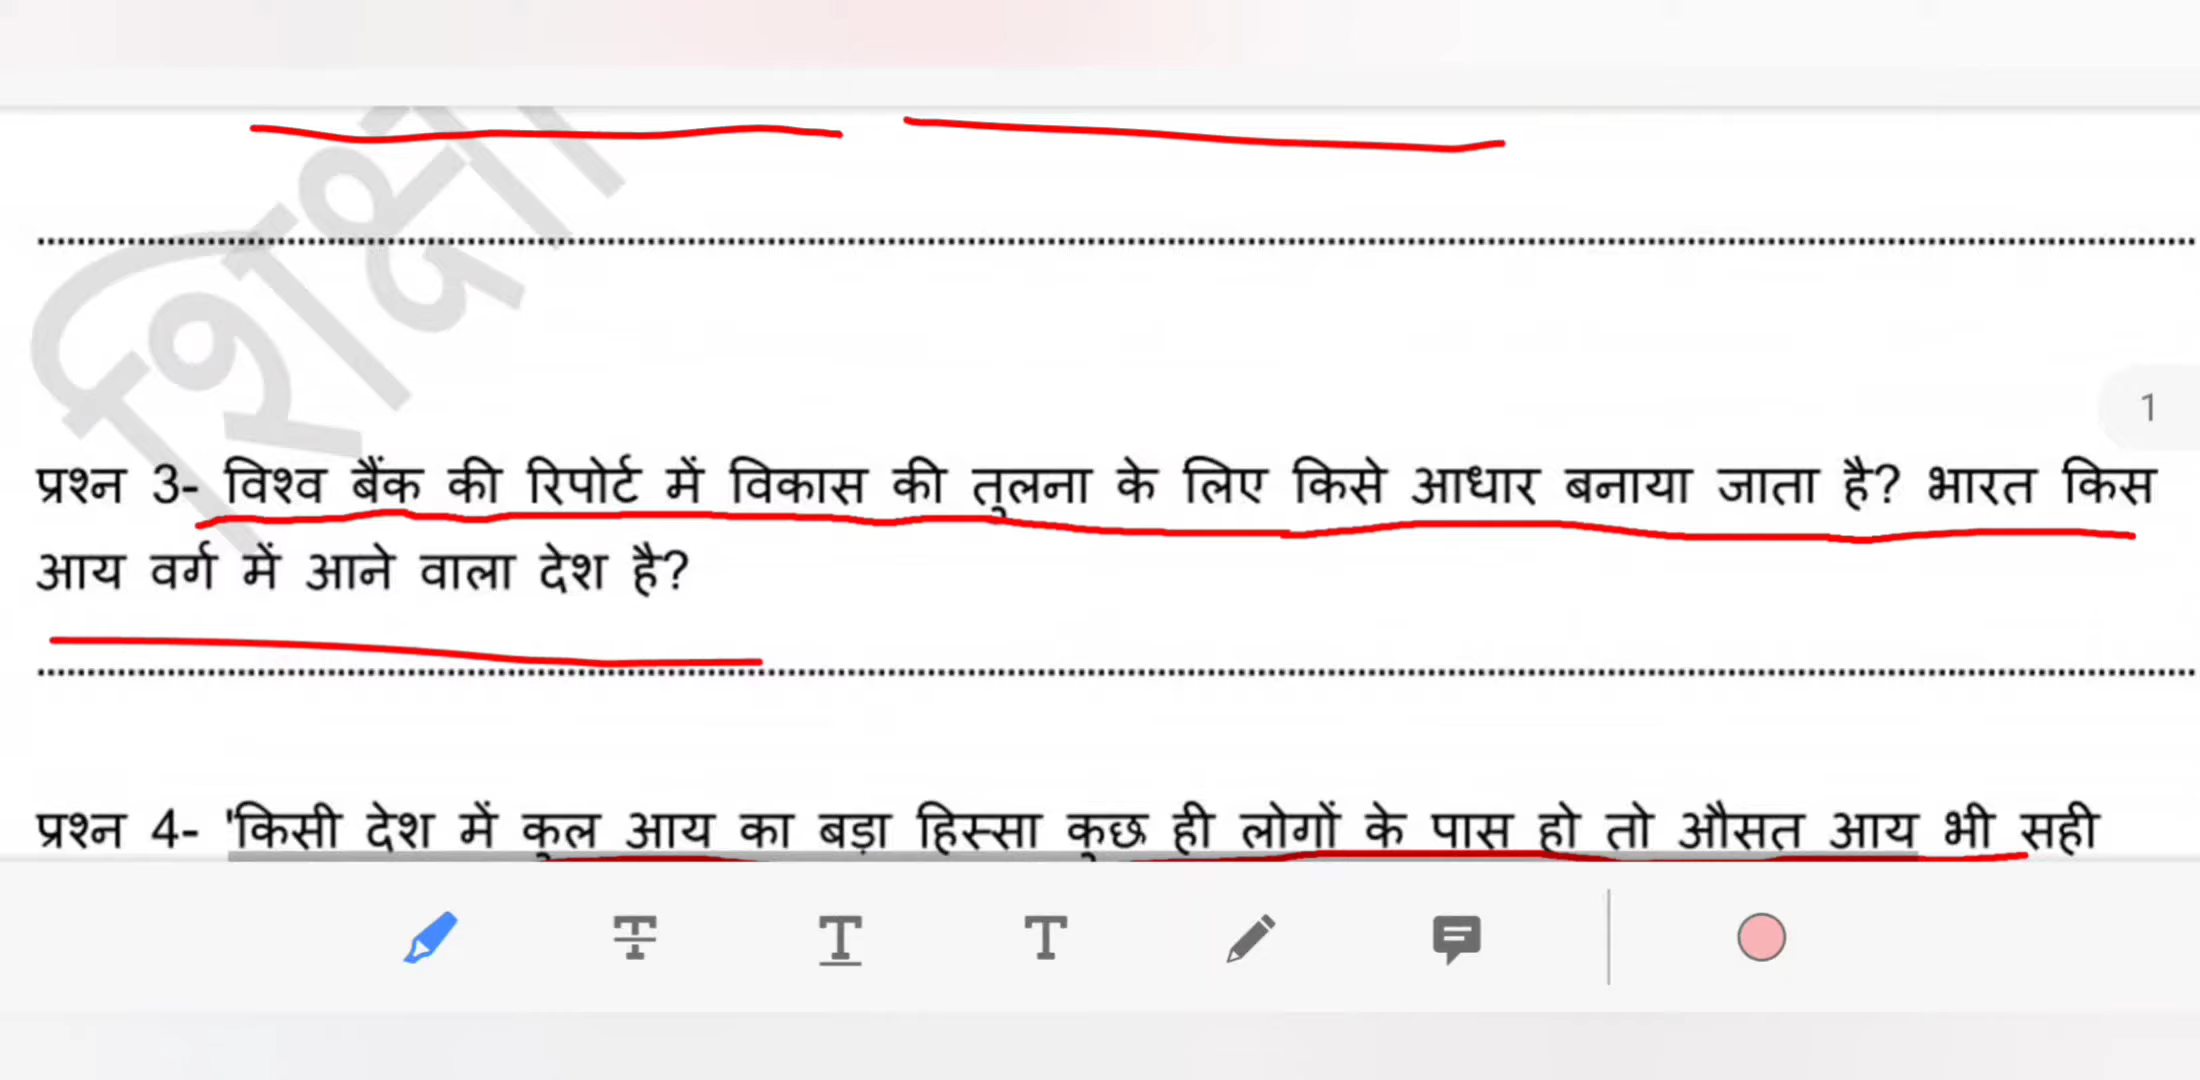 शिक्षा
1
प्रश्न 3- विश्व बैंक की रिपोर्ट में विकास की तुलना के लिए किसे आधार बनाया जाता है? भारत किस
आय वर्ग में आने वाला देश है?
प्रश्न 4- 'किसी देश में कुल आय का बड़ा हिस्सा कुछ ही लोगों के पास हो तो औसत आय भी सही